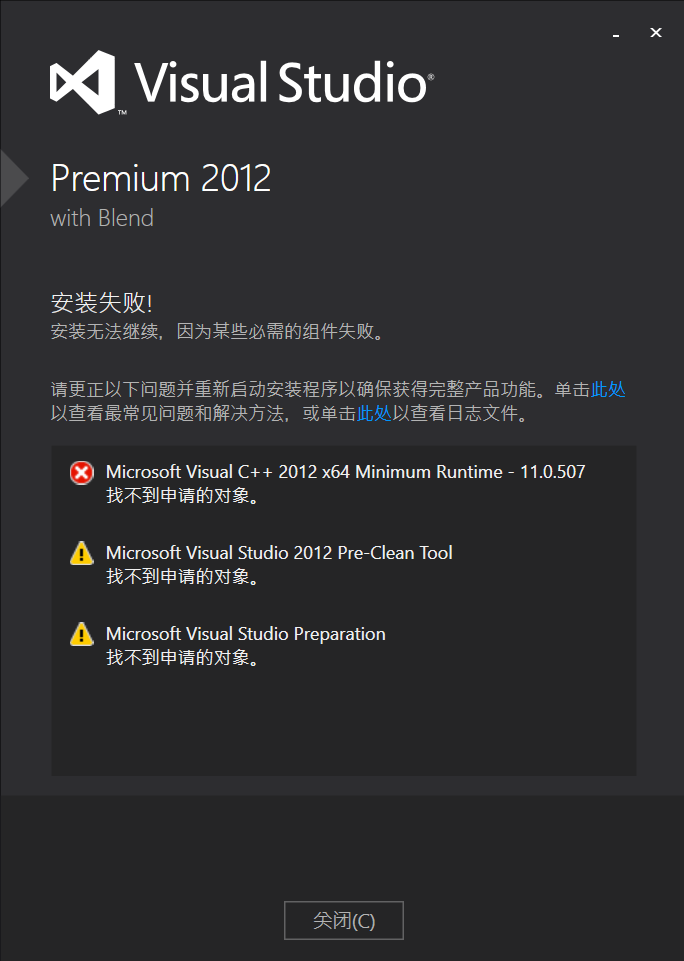 Visual Studio®
™
Premium 2012
with Blend
安装失败!
安装无法继续，因为某些必需的组件失败。
请更正以下问题并重新启动安装程序以确保获得完整产品功能。单击此处
以查看最常见问题和解决方法，或单击此处以查看日志文件。
Microsoft Visual C++ 2012 x64 Minimum Runtime - 11.0.507
找不到申请的对象。
Microsoft Visual Studio 2012 Pre-Clean Tool
找不到申请的对象。
Microsoft Visual Studio Preparation
找不到申请的对象。
关闭(C)